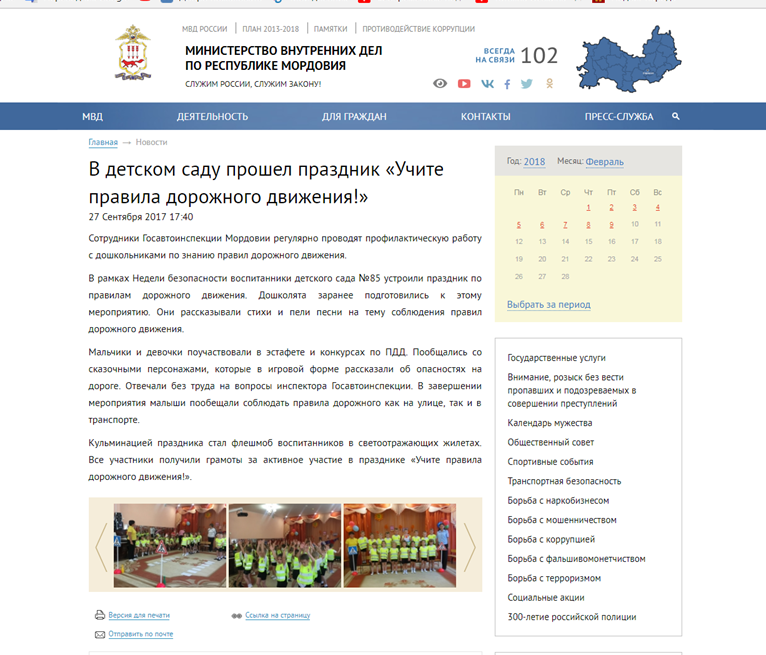 МВД РОССИИ
ПЛАН 2013-2018
ПАМЯТКИ
ПРОТИВОДЕЙСТВИЕ КОРРУПЦИИ
МИНИСТЕРСТВО ВНУТРЕННИХ ДЕЛ
ПО РЕСПУБЛИКЕ МОРДОВИЯ
СЛУЖИМ РОССИИ, СЛУЖИМ ЗАКОНУ!
ВСЕГДА
НА СВЯЗИ
102
МВД
ДЕЯТЕЛЬНОСТЬ
ДЛЯ ГРАЖДАН
КОНТАКТЫ
ПРЕСС-СЛУЖБА
Главная → Новости
В детском саду прошел праздник «Учите
правила дорожного движения!»
27 Сентября 2017 17:40
Сотрудники Госавтоинспекции Мордовии регулярно проводят профилактическую работу
с дошкольниками по знанию правил дорожного движения.
В рамках Недели безопасности воспитанники детского сада №85 устроили праздник по
правилам дорожного движения. Дошколята заранее подготовились к этому
мероприятию. Они рассказывали стихи и пели песни на тему соблюдения правил
дорожного движения.
Мальчики и девочки поучаствовали в эстафете и конкурсах по ПДД. Пообщались со
сказочными персонажами, которые в игровой форме рассказали об опасностях на
дороге. Отвечали без труда на вопросы инспектора Госавтоинспекции. В завершении
мероприятия малыши пообещали соблюдать правила дорожного как на улице, так и в
транспорте.
Кульминацией праздника стал флешмоб воспитанников в светоотражающих жилетах.
Все участники получили грамоты за активное участие в празднике «Учите правила
дорожного движения!».
Версия для печати
Ссылка на страницу
Отправить по почте
Год: 2018 Месяц: Февраль
Пн Вт Ср Чт Пт Сб Вс
1 2 3 4
5 6 7 8 9 10 11
12 13 14 15 16 17 18
19 20 21 22 23 24 25
26 27 28
Выбрать за период
Государственные услуги
Внимание, розыск без вести
пропавших и подозреваемых в
совершении преступлений
Календарь мужества
Общественный совет
Спортивные события
Транспортная безопасность
Борьба с наркобизнесом
Борьба с мошенничеством
Борьба с коррупцией
Борьба с фальшивомонетчиством
Борьба с терроризмом
Социальные акции
300-летие российской полиции